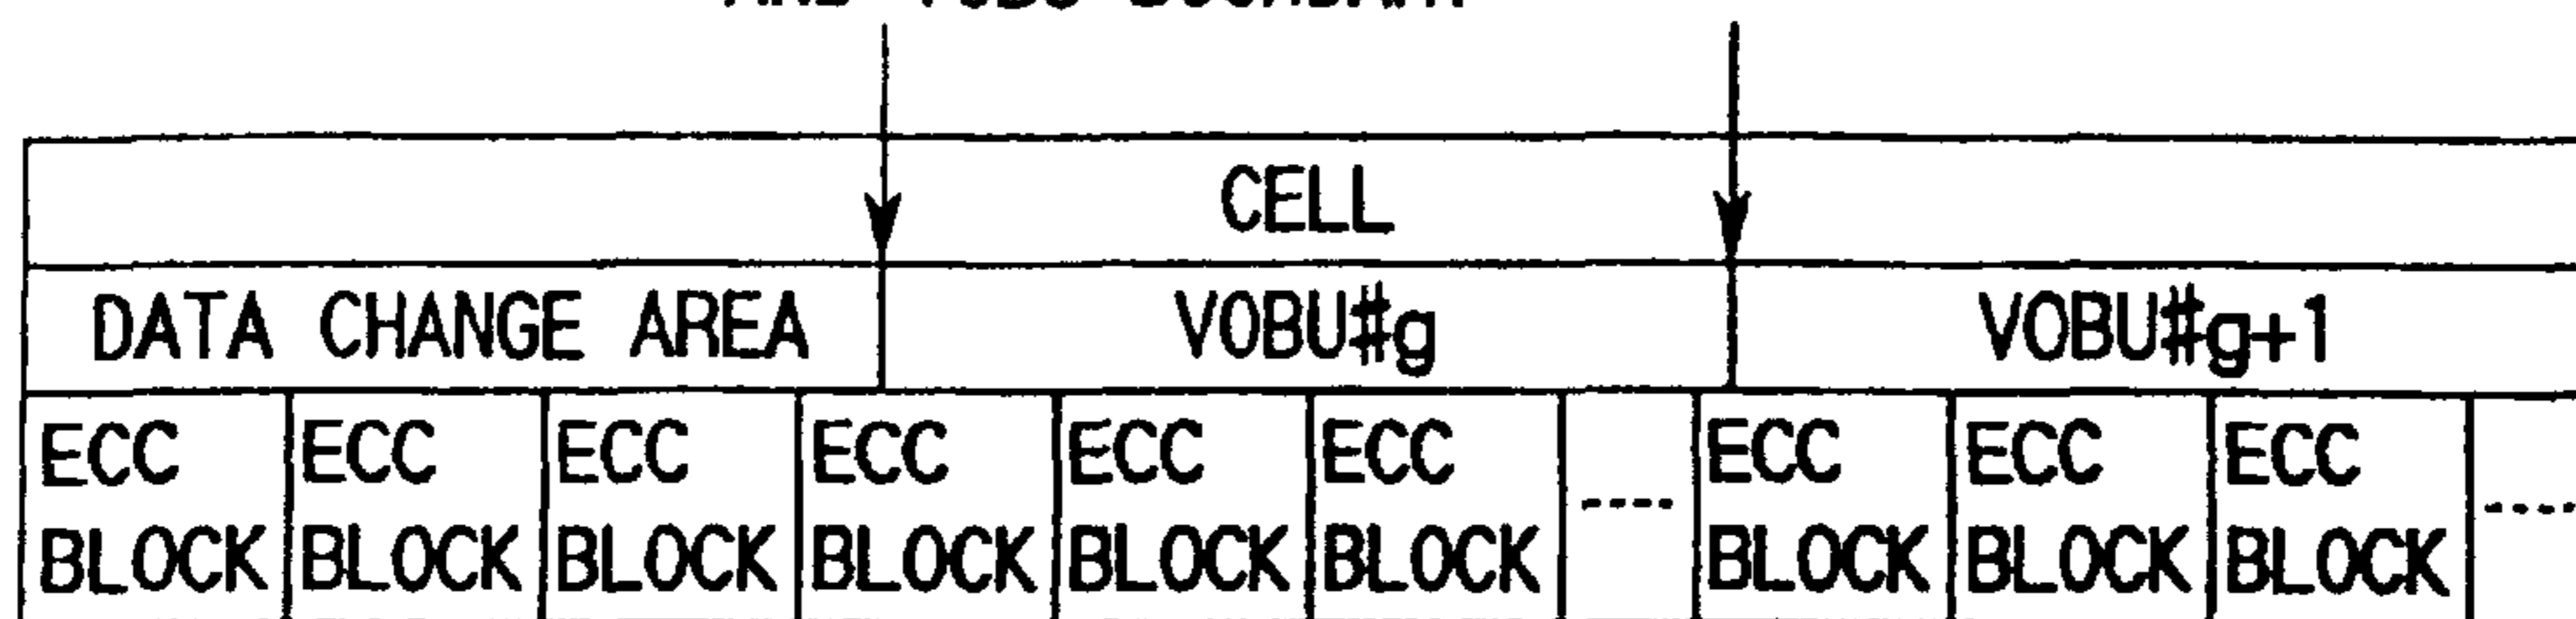 CELL
DATA CHANGE AREA VOBU#g VOBU#g+1
ECC ECC ECC ECC ECC ECC ECC ECC ECC
BLOCK BLOCK BLOCK BLOCK BLOCK BLOCK ---- BLOCK BLOCK BLOCK ----